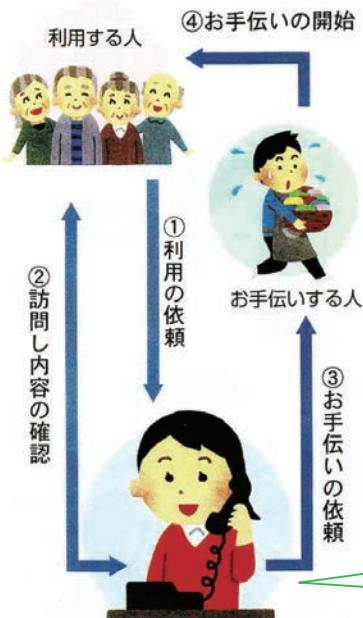 ④お手伝いの開始
利用する人
お手伝いする人
①利用の依頼
②訪問し内容の確認
③お手伝いの依頼